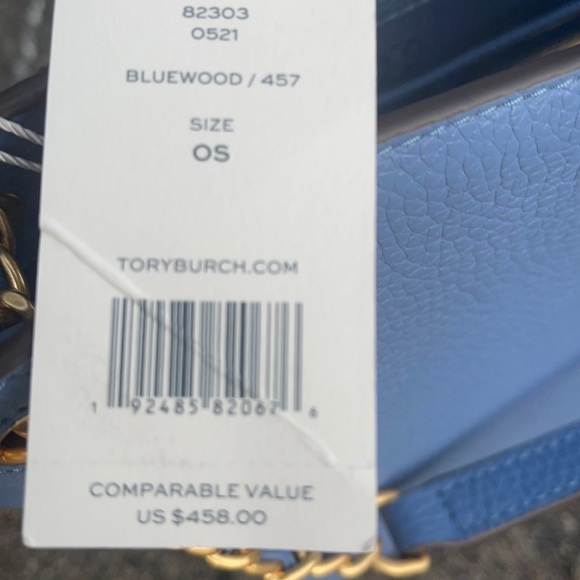 82303
0521
BLUEWOOD / 457
SIZE
OS
TORYBURCH.COM
1 92485 82067 6
COMPARABLE VALUE
US $458.00